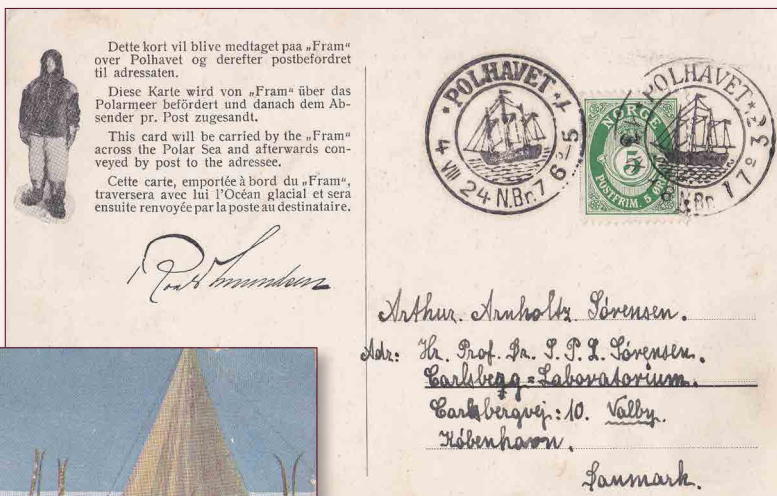 Dette kort vil blive medtaget paa „Fram“
over Polhavet og derefter postbefordret
til adressaten.
Diese Karte wird von „Fram“ über das
Polarmeer befördert und danach dem Ab-
sender pr. Post zugesandt.
This card will be carried by the „Fram“
across the Polar Sea and afterwards con-
veyed by post to the adressee.
Cette carte, emportée à bord du „Fram“,
traversera avec lui l'Océan glacial et sera
ensuite renvoyée par la poste au destinataire.
Roald Amundsen
POLHAVET
4 VIII 24 N.Br. 76
NORGE
5
POSTFRIM. 5 ØRE
POLHAVET
N.Br. 77
Arthur. Arnholtz Sörensen.
Adr.: Hr. Prof. Dr. S. P. L. Sörensen.
Carlsberg = Laboratorium.
Carlsbergvej: 10. Valby.
København.
Danmark.